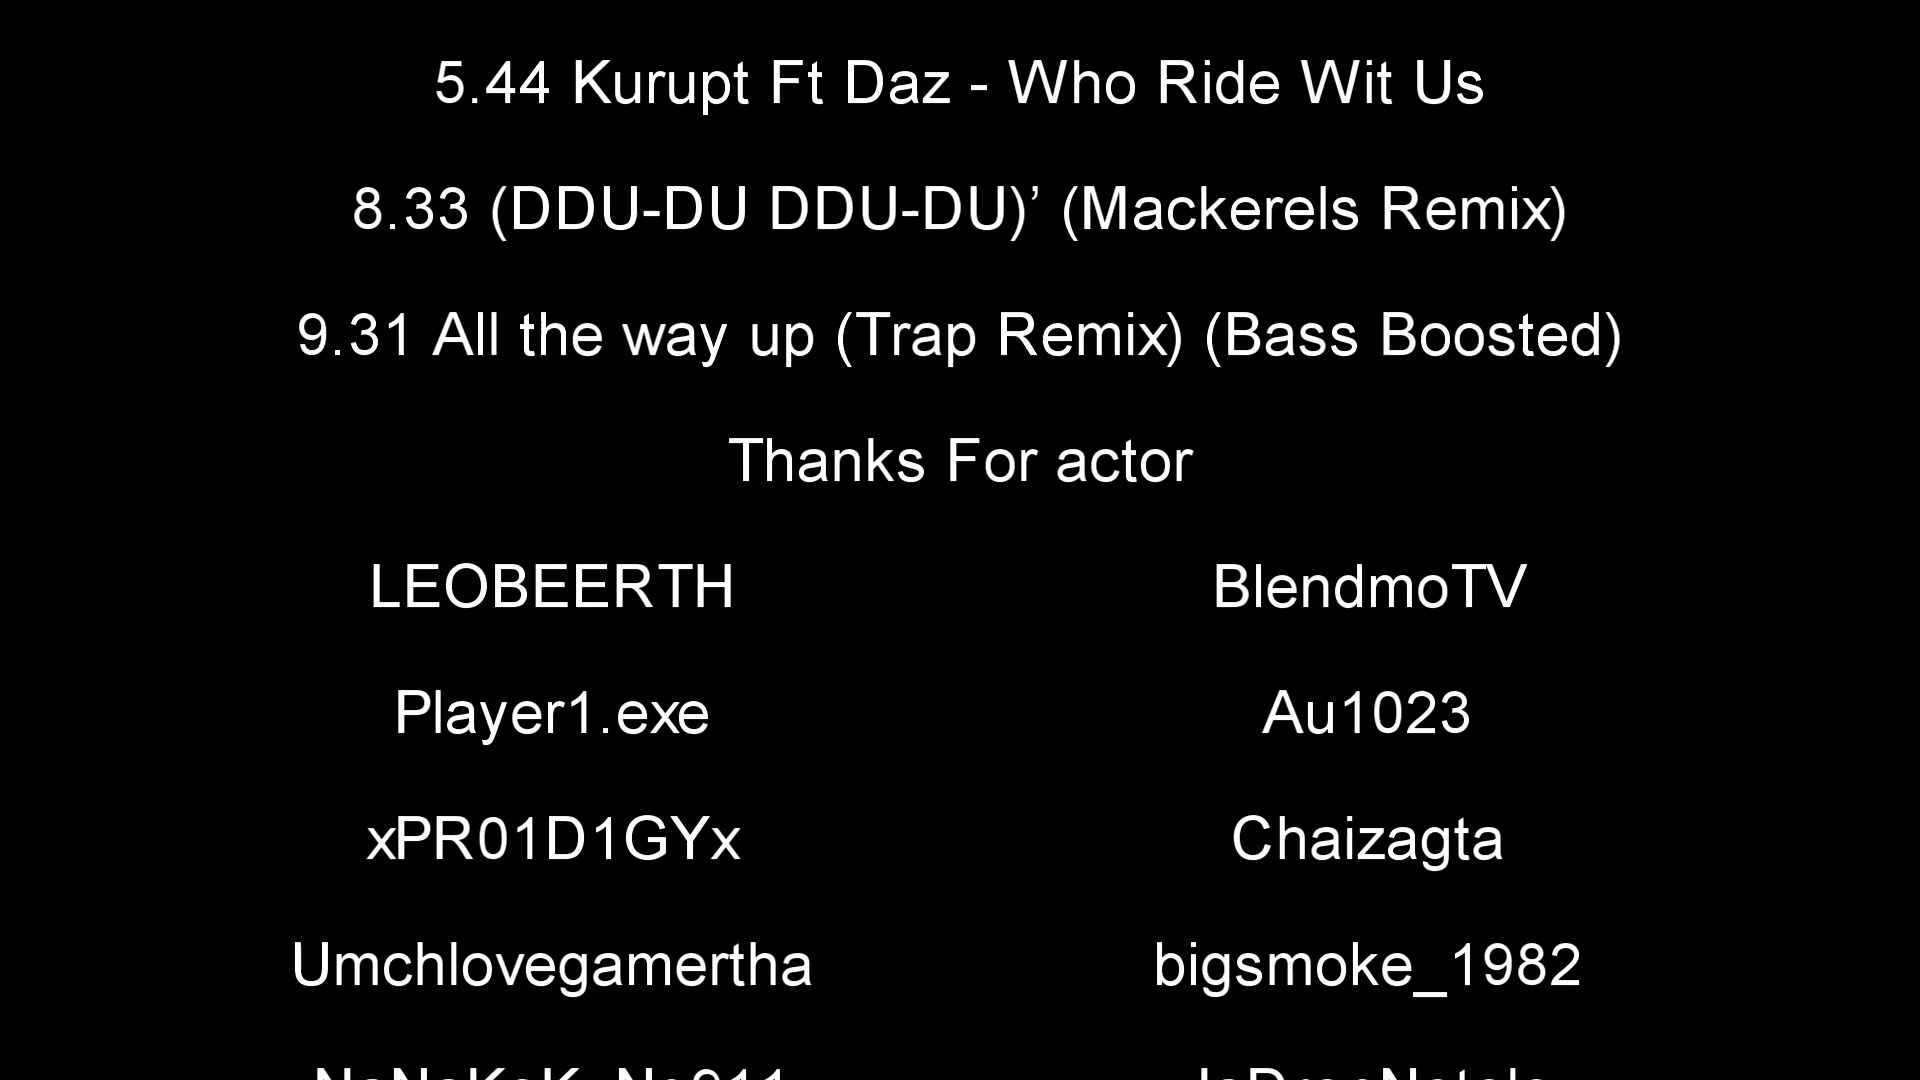 5.44 Kurupt Ft Daz - Who Ride Wit Us
8.33 (DDU-DU DDU-DU)’ (Mackerels Remix)
9.31 All the way up (Trap Remix) (Bass Boosted)
Thanks For actor
LEOBEERTH BlendmoTV
Player1.exe Au1023
xPR01D1GYx Chaizagta
Umchlovegamertha bigsmoke_1982